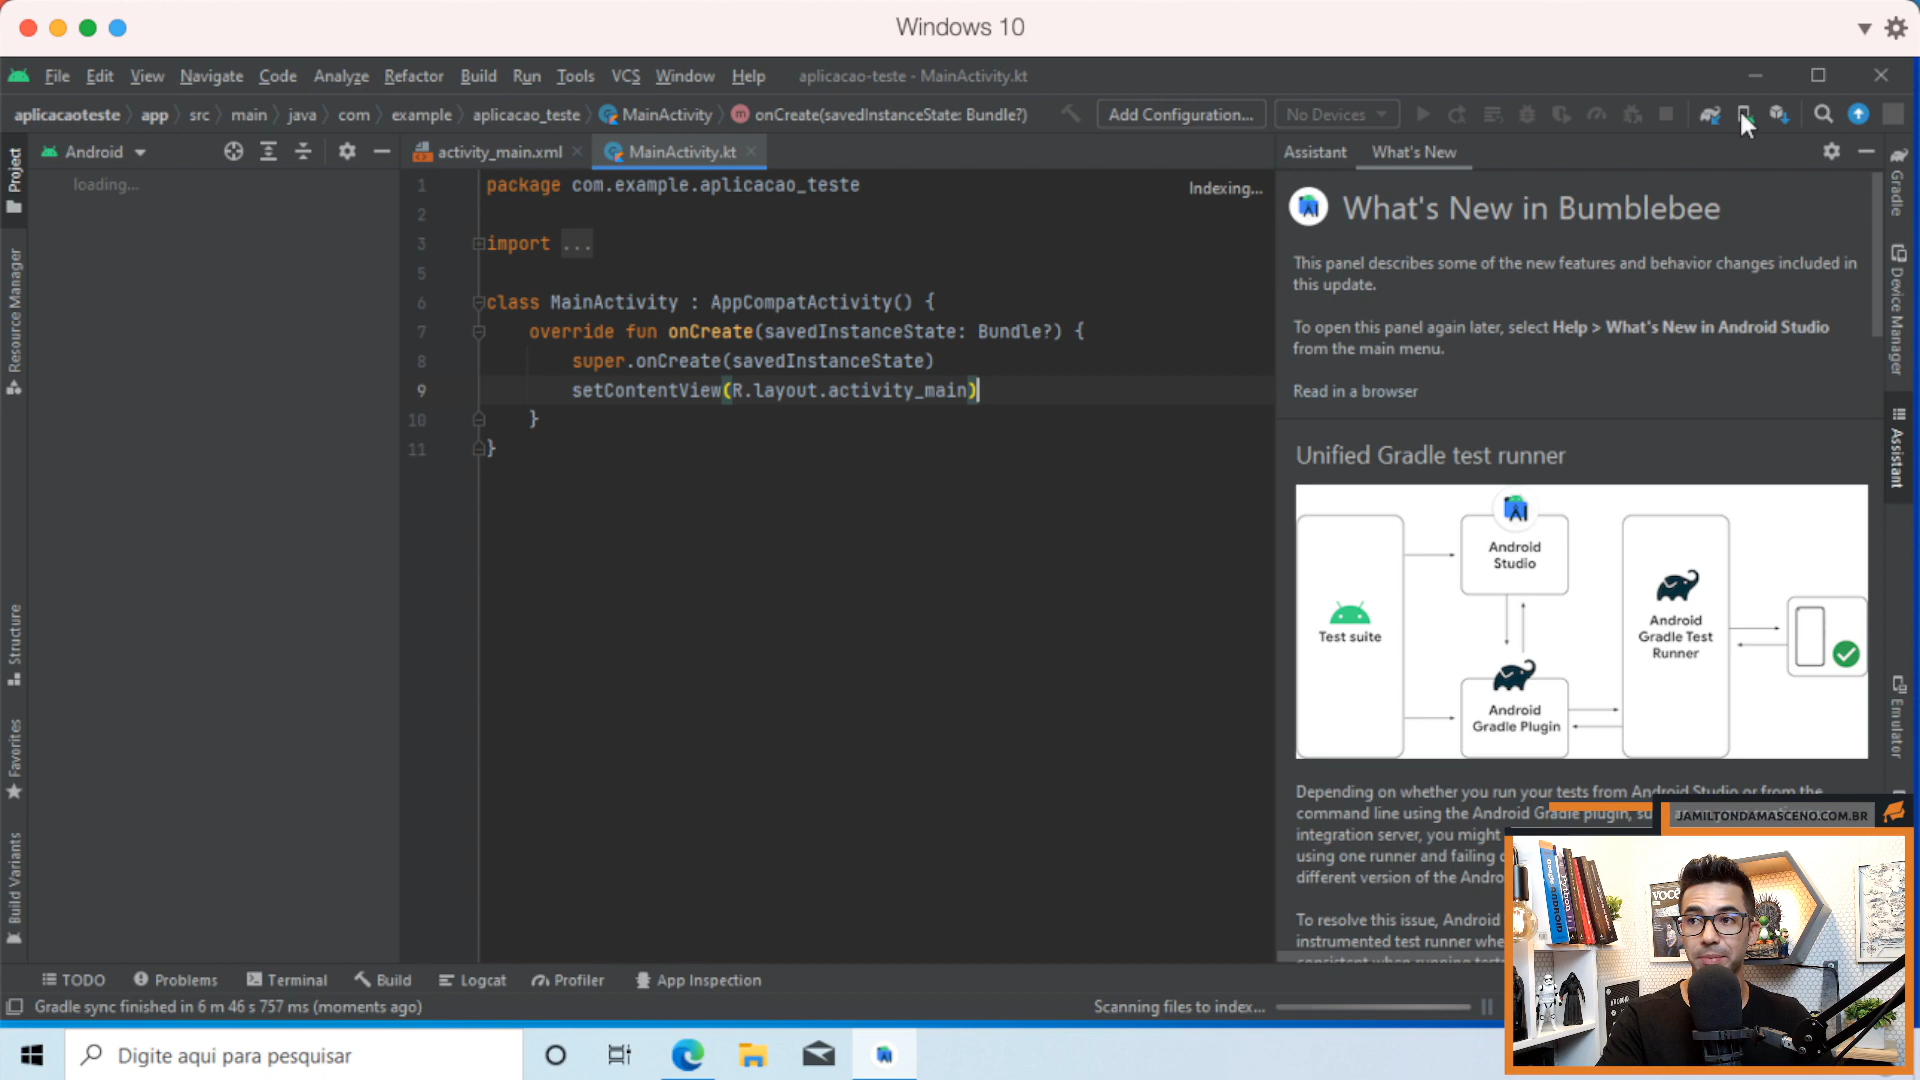 Windows 10
File Edit View Navigate Code Analyze Refactor Build Run Tools VCS Window Help aplicacao-teste - MainActivity.kt
aplicacaoteste app src main java com example aplicacao_teste MainActivity onCreate(savedInstanceState: Bundle?) Add Configuration... No Devices
Project
Android
activity_main.xml
MainActivity.kt
Assistant
What's New
loading...
Resource Manager
Structure
Favorites
Build Variants
1 package com.example.aplicacao_teste
Indexing...
2
3 import ...
5
6 class MainActivity : AppCompatActivity() {
7 override fun onCreate(savedInstanceState: Bundle?) {
8 super.onCreate(savedInstanceState)
9 setContentView(R.layout.activity_main)
10 }
11 }
What's New in Bumblebee
This panel describes some of the new features and behavior changes included in
this update.
To open this panel again later, select Help > What's New in Android Studio
from the main menu.
Read in a browser
Unified Gradle test runner
Android
Studio
Test suite
Android
Gradle Test
Runner
Android
Gradle Plugin
Depending on whether you run your tests from Android Studio or from the
command line using the Android Gradle plugin, su
integration server, you might
using one runner and failing
different version of the Andro
To resolve this issue, Android
instrumented test runner whe
consistent when running tests
Gradle
Device Manager
Assistant
Emulator
JAMILTONDAMASCENO.COM.BR
VOCÊ
TODO Problems Terminal Build Logcat Profiler App Inspection
Gradle sync finished in 6 m 46 s 757 ms (moments ago)
Scanning files to index...
Digite aqui para pesquisar